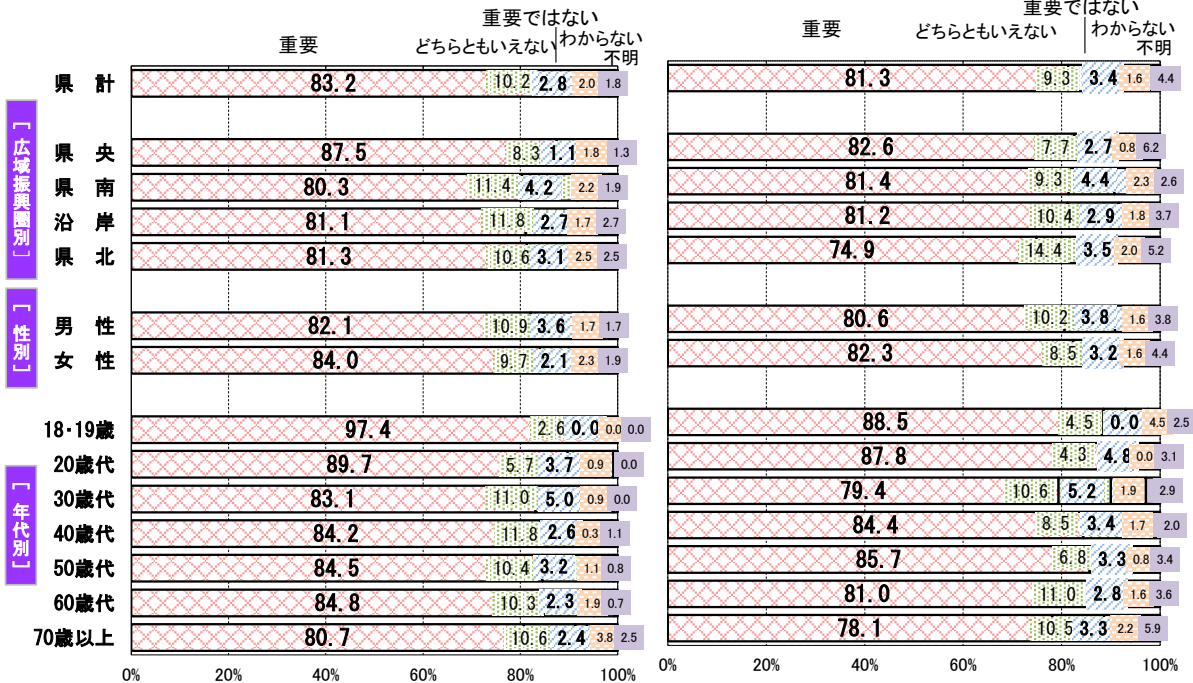 重要 どちらともいえない 重要ではない わからない 不明
県 計 83.2 10.2 2.8 2.0 1.8
[広域振興圏別]
県 央 87.5 8.3 1.1 1.8 1.3
県 南 80.3 11.4 4.2 2.2 1.9
沿 岸 81.1 11.8 2.7 1.7 2.7
県 北 81.3 10.6 3.1 2.5 2.5
[性別]
男 性 82.1 10.9 3.6 1.7 1.7
女 性 84.0 9.7 2.1 2.3 1.9
[年代別]
18・19歳 97.4 2.6 0.0 0.0 0.0
20歳代 89.7 5.7 3.7 0.9 0.0
30歳代 83.1 11.0 5.0 0.9 0.0
40歳代 84.2 11.8 2.6 0.3 1.1
50歳代 84.5 10.4 3.2 1.1 0.8
60歳代 84.8 10.3 2.3 1.9 0.7
70歳以上 80.7 10.6 2.4 3.8 2.5
0% 20% 40% 60% 80% 100%
重要 どちらともいえない 重要ではない わからない 不明
81.3 9.3 3.4 1.6 4.4
82.6 7.7 2.7 0.8 6.2
81.4 9.3 4.4 2.3 2.6
81.2 10.4 2.9 1.8 3.7
74.9 14.4 3.5 2.0 5.2
80.6 10.2 3.8 1.6 3.8
82.3 8.5 3.2 1.6 4.4
88.5 4.5 0.0 4.5 2.5
87.8 4.3 4.8 0.0 3.1
79.4 10.6 5.2 1.9 2.9
84.4 8.5 3.4 1.7 2.0
85.7 6.8 3.3 0.8 3.4
81.0 11.0 2.8 1.6 3.6
78.1 10.5 3.3 2.2 5.9
0% 20% 40% 60% 80% 100%